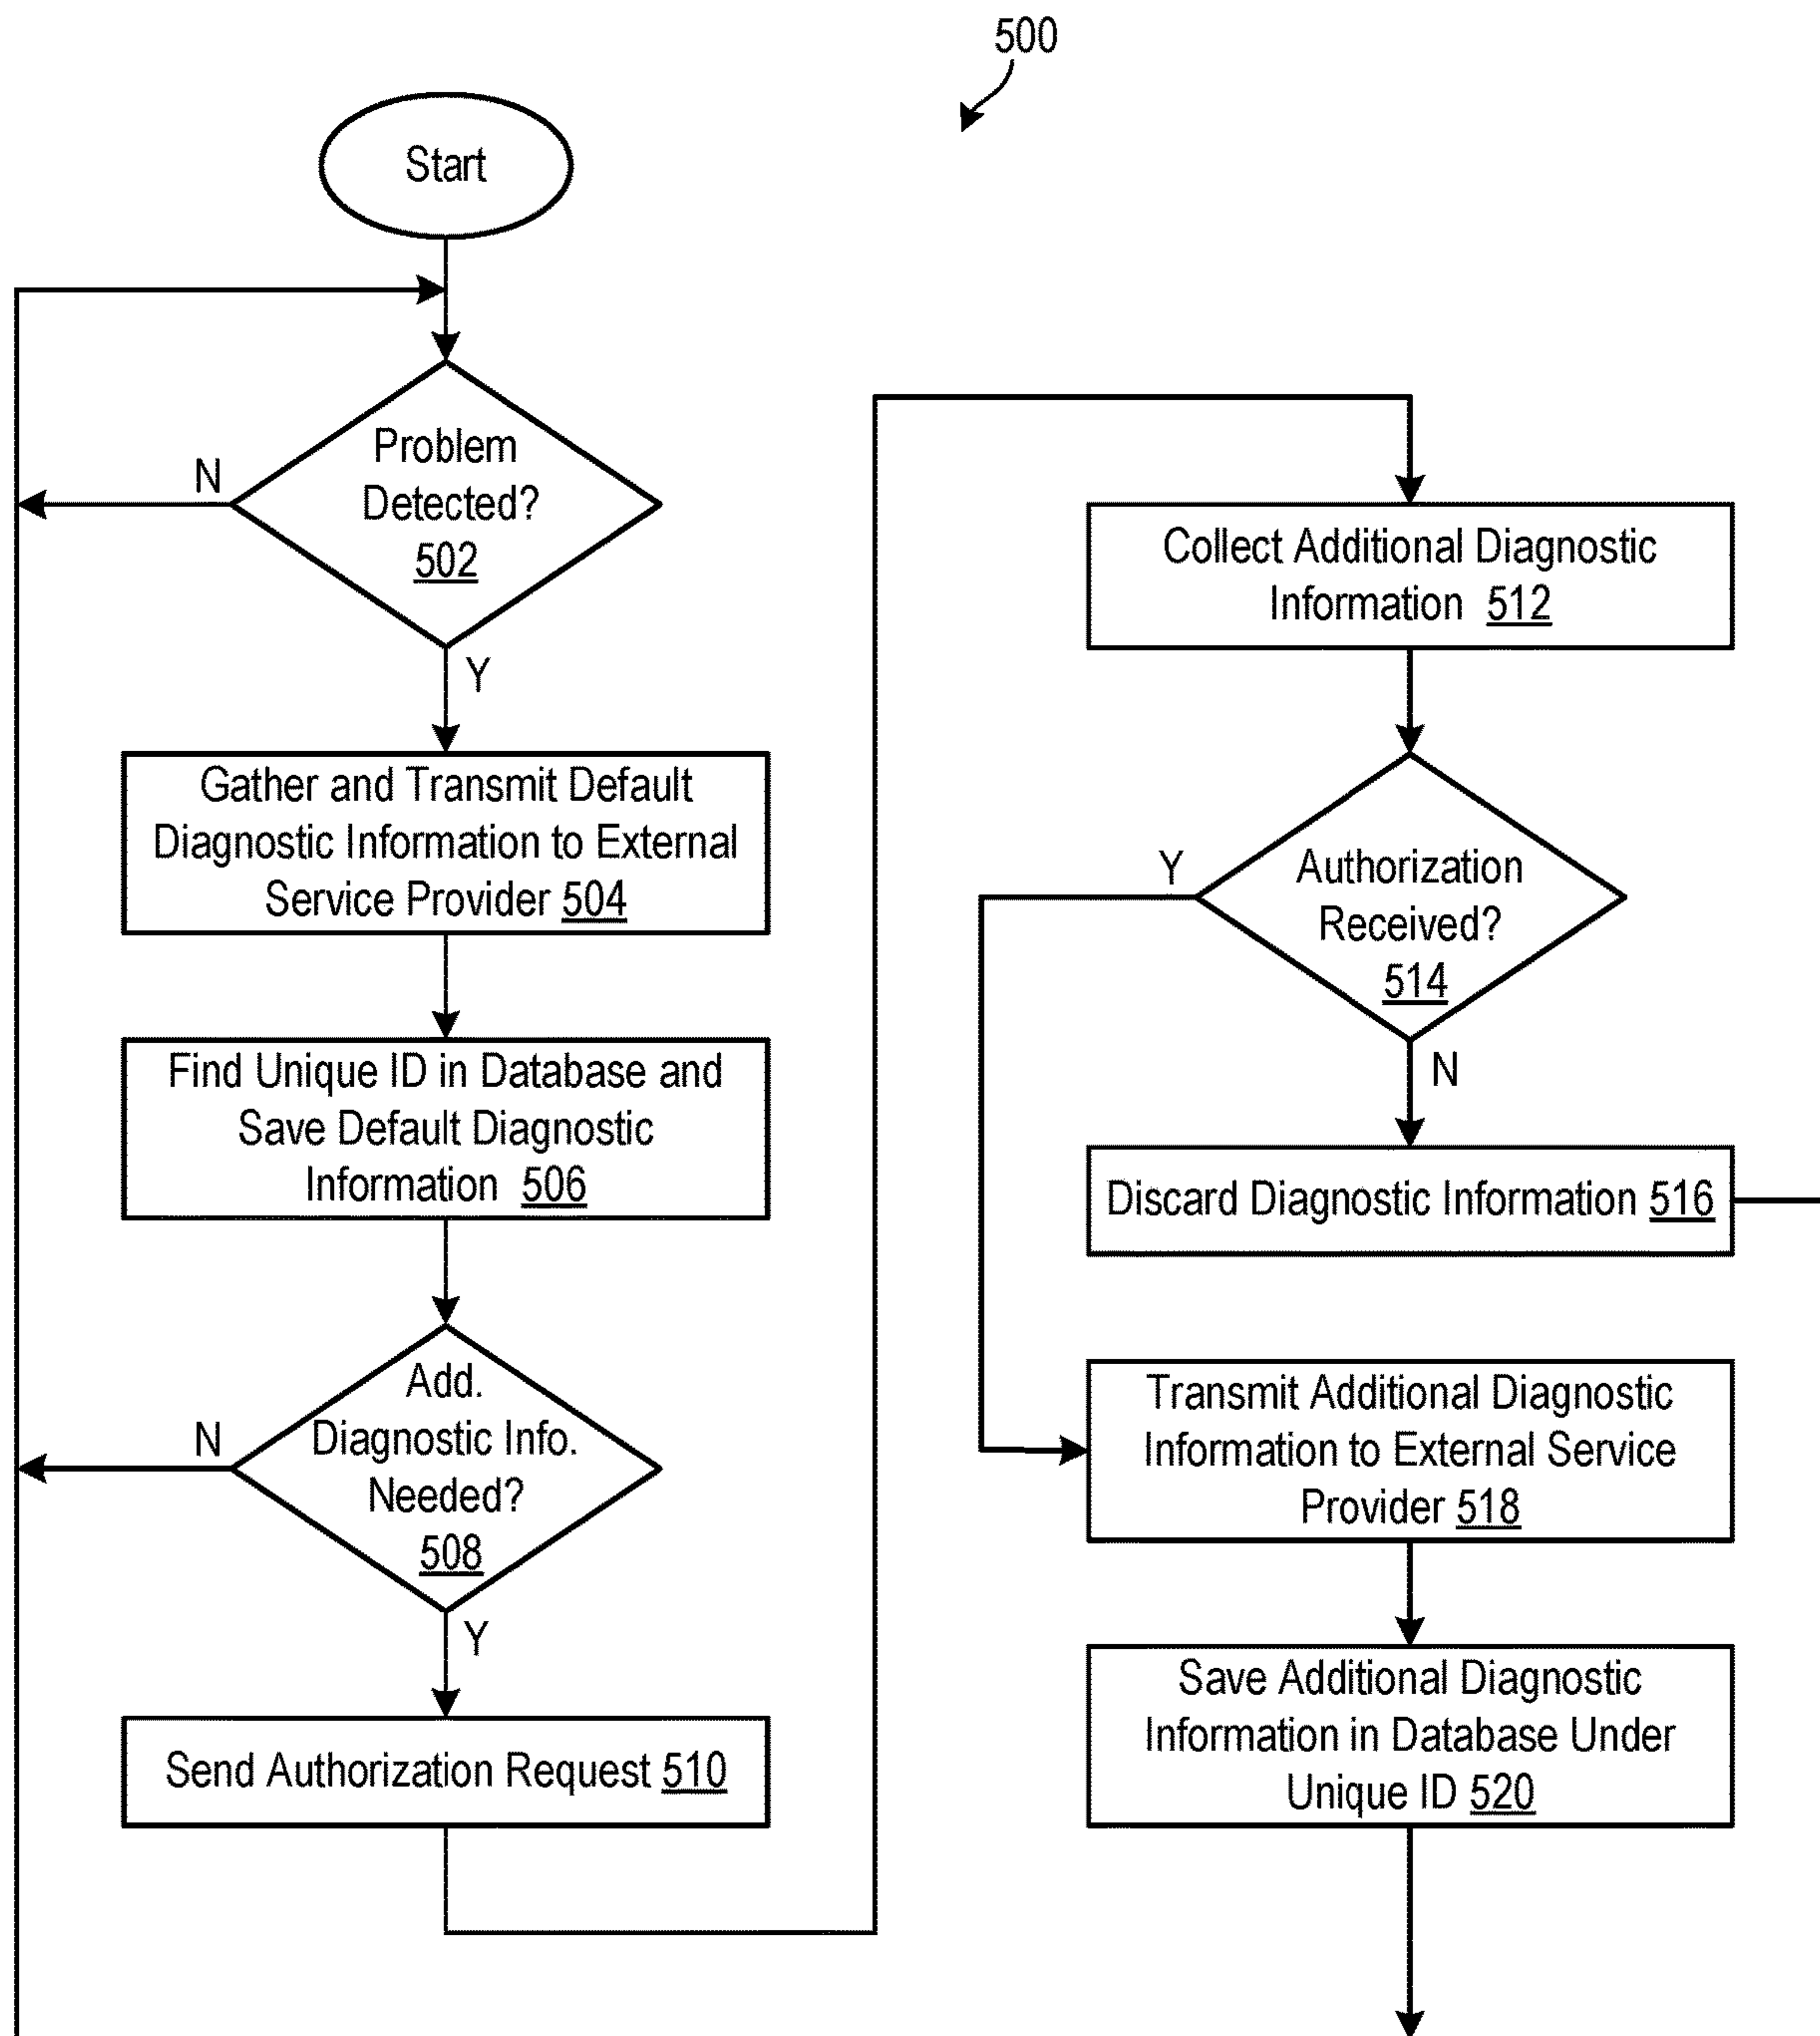 500
Start
Problem
Detected?
502
N
Y
Gather and Transmit Default
Diagnostic Information to External
Service Provider 504
Find Unique ID in Database and
Save Default Diagnostic
Information 506
Add.
Diagnostic Info.
Needed?
508
N
Y
Send Authorization Request 510
Collect Additional Diagnostic
Information 512
Authorization
Received?
514
Y
N
Discard Diagnostic Information 516
Transmit Additional Diagnostic
Information to External Service
Provider 518
Save Additional Diagnostic
Information in Database Under
Unique ID 520